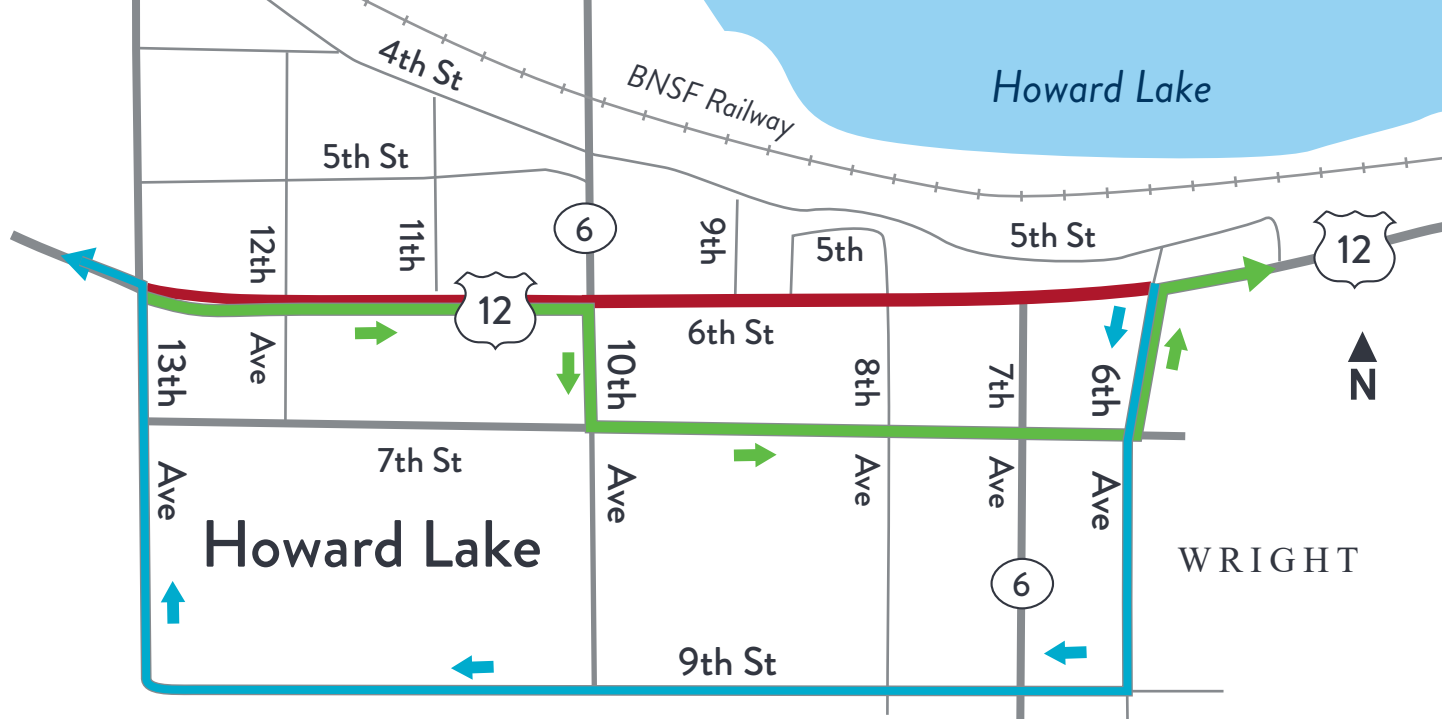 4th St
BNSF Railway
Howard Lake
5th St
12th
Ave
11th
6
9th
5th
5th St
12
12
6th St
13th
Ave
10th
Ave
8th
Ave
7th
Ave
6th
Ave
N
7th St
Howard Lake
WRIGHT
6
9th St